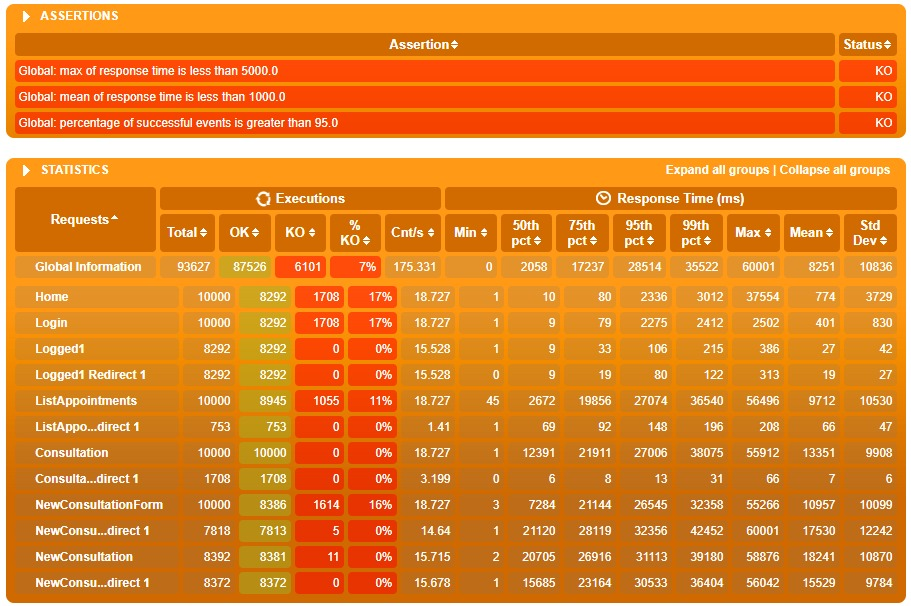 ASSERTIONS
Assertion Status
Global: max of response time is less than 5000.0 KO
Global: mean of response time is less than 1000.0 KO
Global: percentage of successful events is greater than 95.0 KO
STATISTICS Expand all groups | Collapse all groups
Requests Executions Response Time (ms)
Total OK KO % KO Cnt/s Min 50th pct 75th pct 95th pct 99th pct Max Mean Std Dev
Global Information 93627 87526 6101 7% 175.331 0 2058 17237 28514 35522 60001 8251 10836
Home 10000 8292 1708 17% 18.727 1 10 80 2336 3012 37554 774 3729
Login 10000 8292 1708 17% 18.727 1 9 79 2275 2412 2502 401 830
Logged1 8292 8292 0 0% 15.528 1 9 33 106 215 386 27 42
Logged1 Redirect 1 8292 8292 0 0% 15.528 0 9 19 80 122 313 19 27
ListAppointments 10000 8945 1055 11% 18.727 45 2672 19856 27074 36540 56496 9712 10530
ListAppo...direct 1 753 753 0 0% 1.41 1 69 92 148 196 208 66 47
Consultation 10000 10000 0 0% 18.727 1 12391 21911 27006 38075 55912 13351 9908
Consulta...direct 1 1708 1708 0 0% 3.199 0 6 8 13 31 66 7 6
NewConsultationForm 10000 8386 1614 16% 18.727 3 7284 21144 26545 32358 55266 10957 10099
NewConsu...direct 1 7818 7813 5 0% 14.64 1 21120 28119 32356 42452 60001 17530 12242
NewConsultation 8392 8381 11 0% 15.715 2 20705 26916 31113 39180 58876 18241 10870
NewConsu...direct 1 8372 8372 0 0% 15.678 1 15685 23164 30533 36404 56042 15529 9784